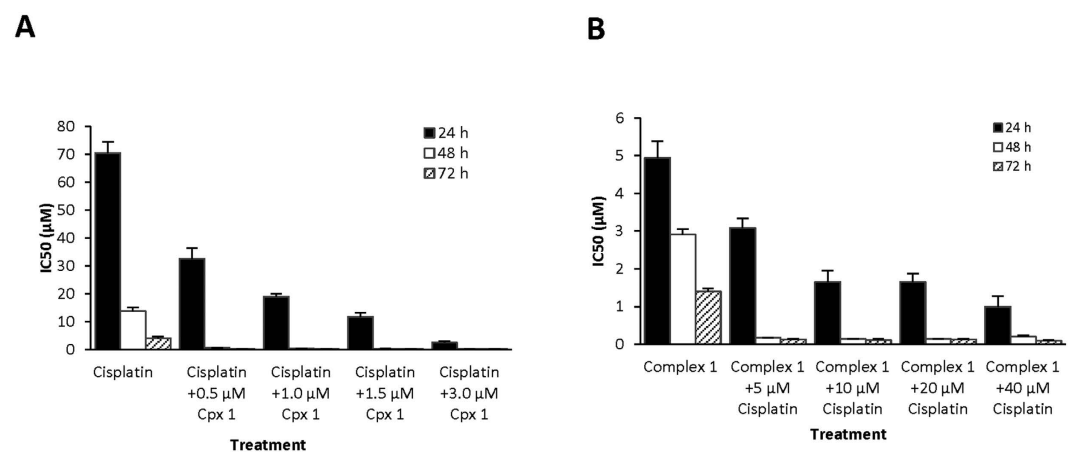 A
80
70
60
50
40
30
20
10
0
IC50 (µM)
24 h
48 h
72 h
Cisplatin
Cisplatin
+0.5 µM
Cpx 1
Cisplatin
+1.0 µM
Cpx 1
Cisplatin
+1.5 µM
Cpx 1
Cisplatin
+3.0 µM
Cpx 1
Treatment
B
6
5
4
3
2
1
0
IC50 (µM)
24 h
48 h
72 h
Complex 1
Complex 1
+5 µM
Cisplatin
Complex 1
+10 µM
Cisplatin
Complex 1
+20 µM
Cisplatin
Complex 1
+40 µM
Cisplatin
Treatment